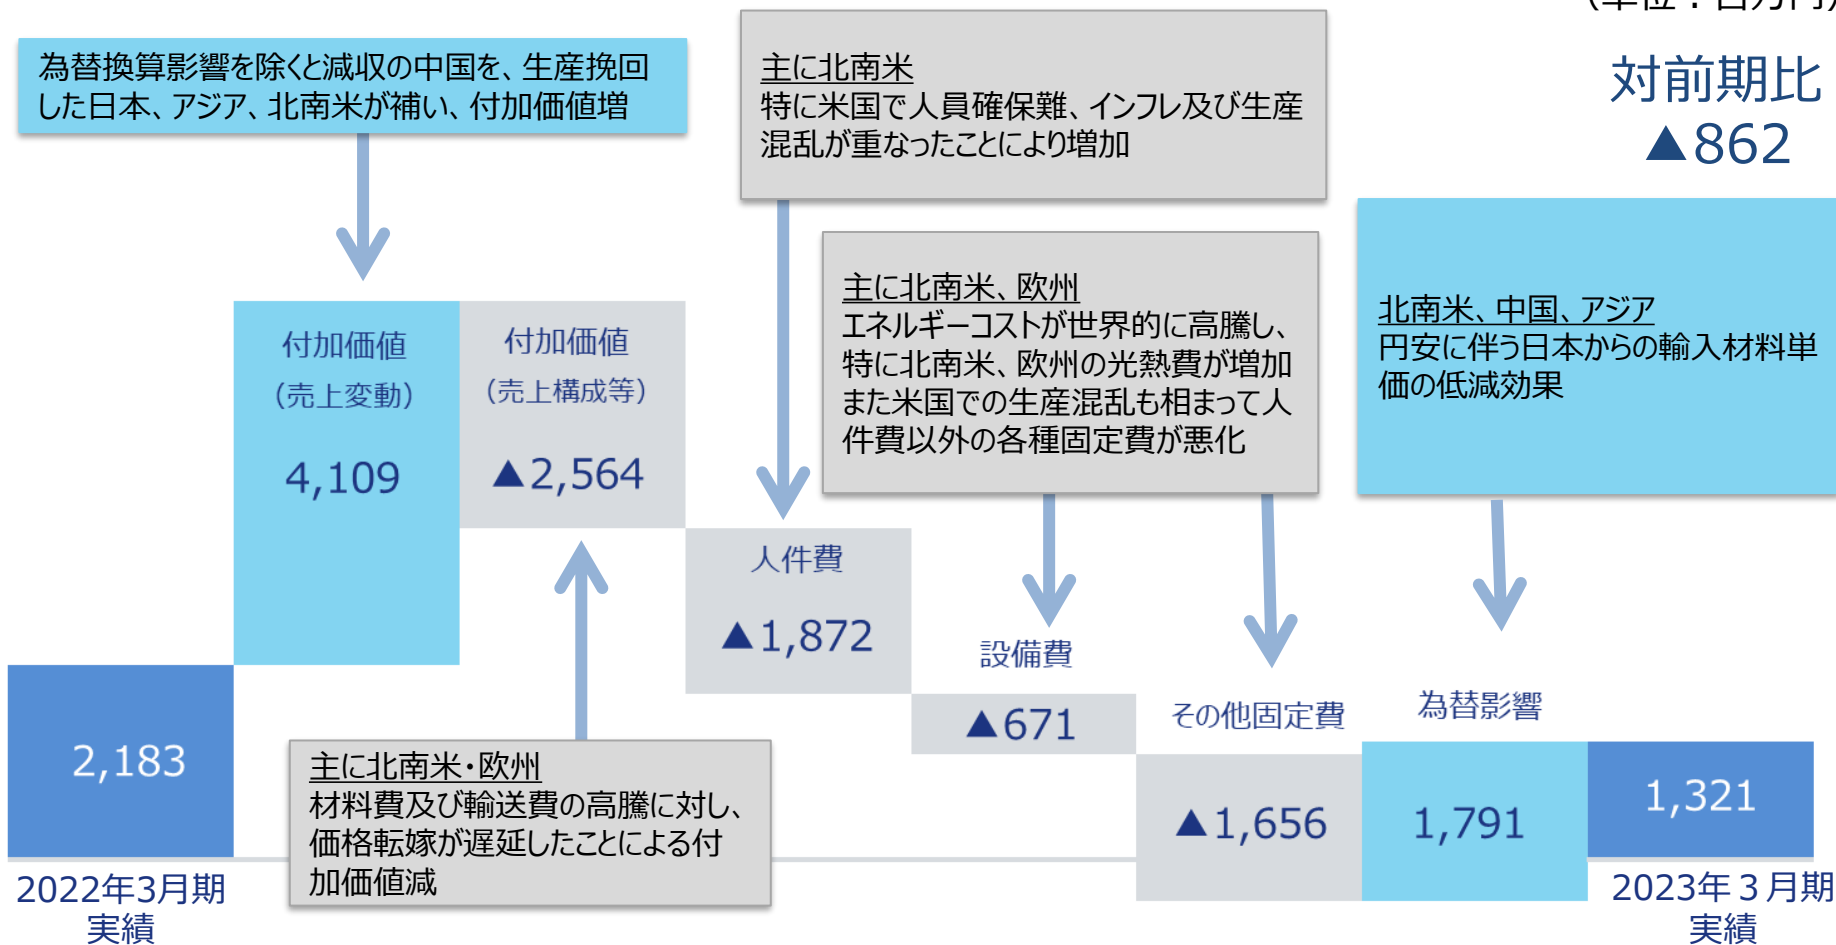 (単位：百万円)
対前期比
▲862
為替換算影響を除くと減収の中国を、生産挽回
した日本、アジア、北南米が補い、付加価値増
主に北南米
特に米国で人員確保難、インフレ及び生産
混乱が重なったことにより増加
主に北南米、欧州
エネルギーコストが世界的に高騰し、
特に北南米、欧州の光熱費が増加
また米国での生産混乱も相まって人
件費以外の各種固定費が悪化
北南米、中国、アジア
円安に伴う日本からの輸入材料単
価の低減効果
付加価値
（売上変動）
4,109
付加価値
（売上構成等）
▲2,564
人件費
▲1,872
設備費
▲671
その他固定費
▲1,656
為替影響
1,791
2,183
1,321
主に北南米・欧州
材料費及び輸送費の高騰に対し、
価格転嫁が遅延したことによる付
加価値減
2022年3月期
実績
2023年３月期
実績